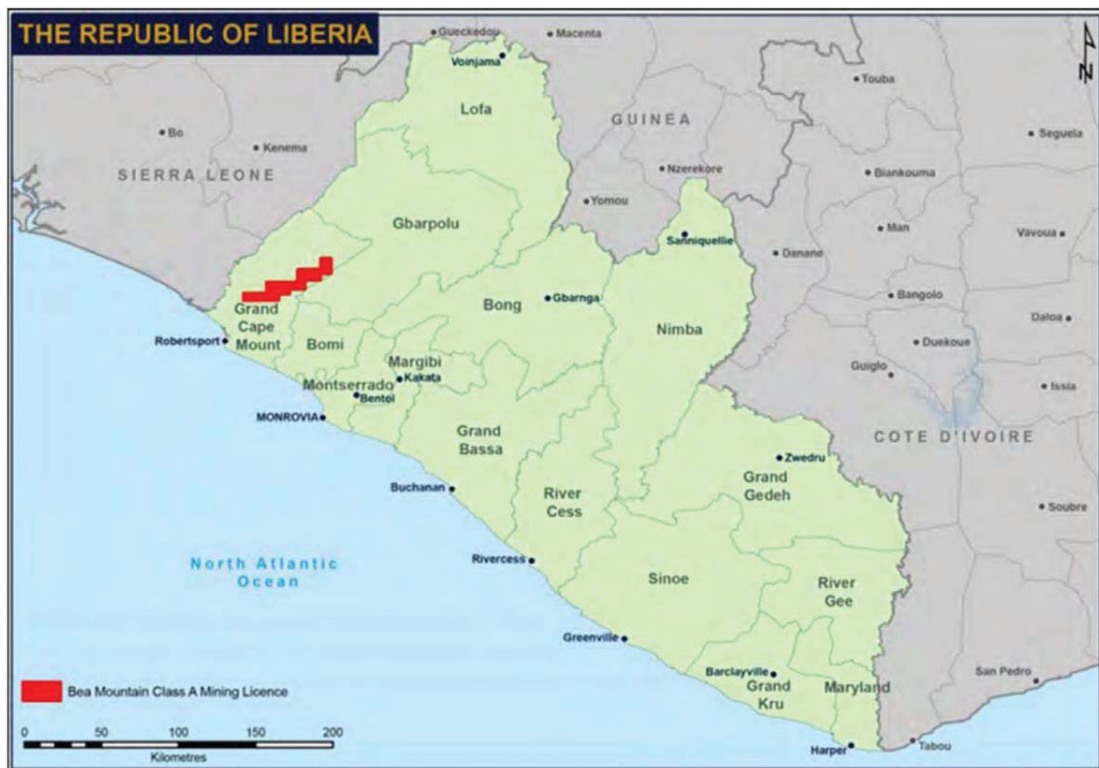 THE REPUBLIC OF LIBERIA
Gueckedou
Macenta
N
Voinjama
Touba
Lofa
GUINEA
Bo
Seguela
Kenema
Nzerekore
SIERRA LEONE
Biankouma
Yomou
Gbarpolu
Man
Vavoua
Sanniquellie
Danane
Bong
Gbarnga
Bangolo
Grand
Cape
Mount
Nimba
Daloa
Robertsport
Bomi
Duekoue
Margibi
Kakata
Guiglo
Montserrado
Bentol
Issia
MONROVIA
Grand
Bassa
COTE D'IVOIRE
Zwedru
Grand
Gedeh
Buchanan
River
Cess
Soubre
North Atlantic
Ocean
Rivercess
Sinoe
River
Gee
Greenville
Barclayville
Grand
Kru
Maryland
San Pedro
Bea Mountain Class A Mining Licence
0 50 100 150 200
Kilometres
Harper
Tabou